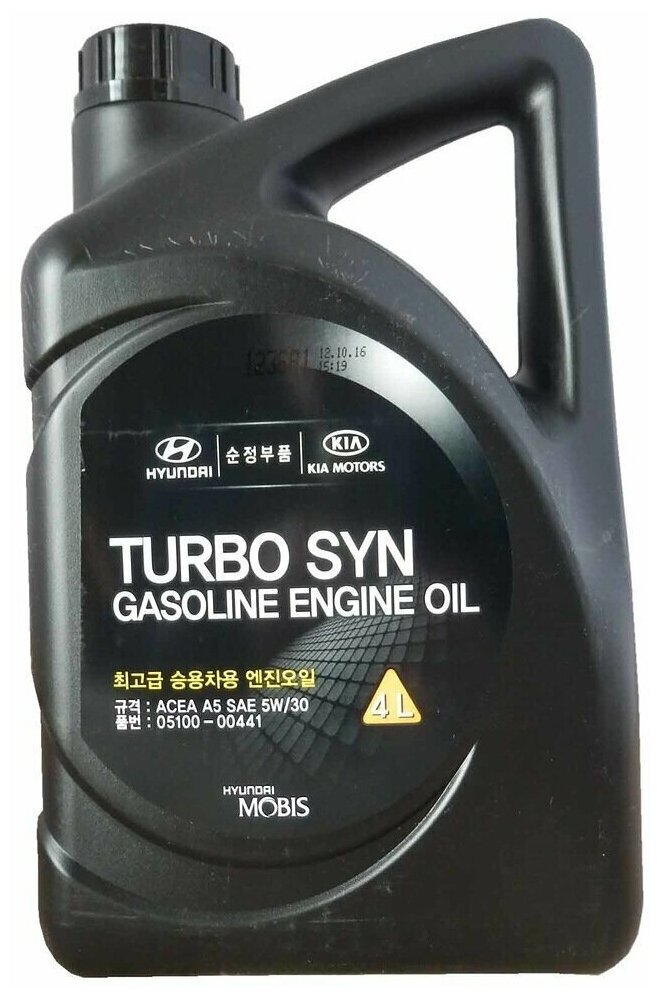 12.10.16
15:19
HYUNDAI 순정부품 KIA
KIA MOTORS
TURBO SYN
GASOLINE ENGINE OIL
최고급 승용차용 엔진오일
규격 : ACEA A5 SAE 5W/30
품번 : 05100-00441
4 L
HYUNDAI
MOBIS